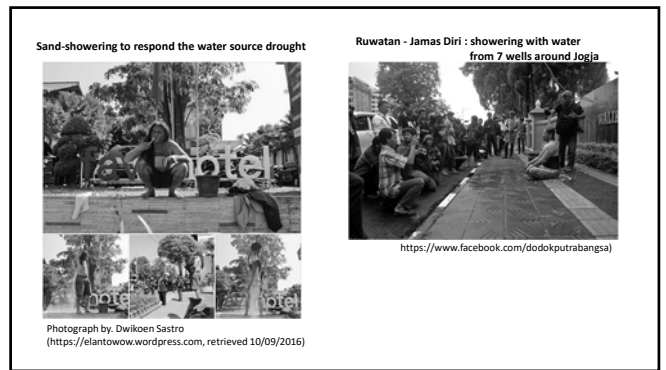 Sand-showering to respond the water source drought
favehotel
Photograph by. Dwikoen Sastro
(https://elantowow.wordpress.com, retrieved 10/09/2016)
Ruwatan - Jamas Diri : showering with water
from 7 wells around Jogja
https://www.facebook.com/dodokputrabangsa)